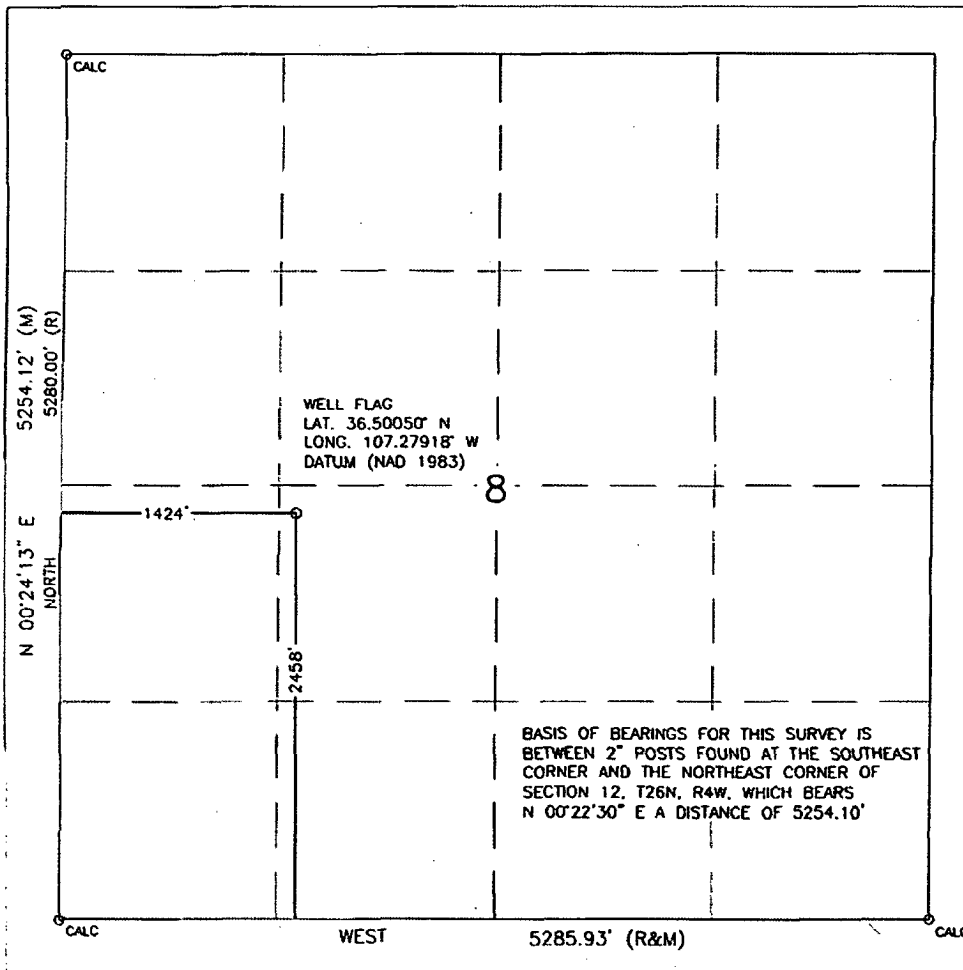 CALC
5254.12' (M)
5280.00' (R)
WELL FLAG
LAT. 36.50050° N
LONG. 107.27918° W
DATUM (NAD 1983)
8
1424'
N 00°24'13" E
NORTH
2458'
BASIS OF BEARINGS FOR THIS SURVEY IS
BETWEEN 2" POSTS FOUND AT THE SOUTHEAST
CORNER AND THE NORTHEAST CORNER OF
SECTION 12, T26N, R4W, WHICH BEARS
N 00°22'30" E A DISTANCE OF 5254.10'
CALC
WEST
5285.93' (R&M)
CALC